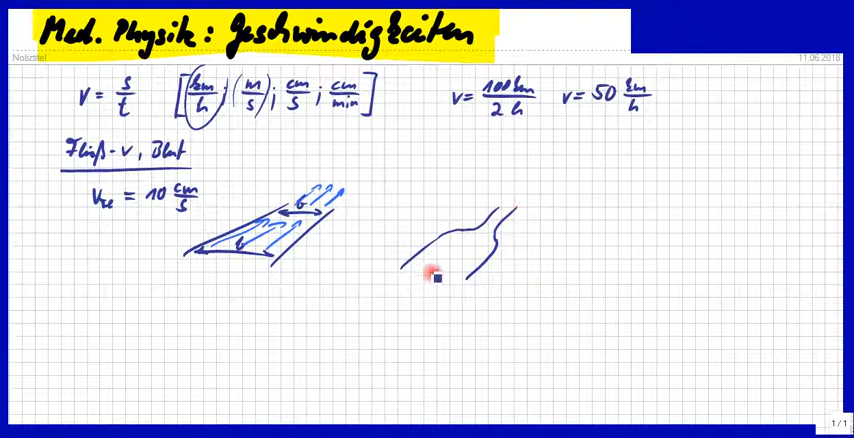 Med. Physik: Geschwindigkeiten
Notiztitel
11.06.2018
v = s/t [km/h ; (m/s) ; cm/s ; cm/min]
v = 100 km / 2 h v = 50 km/h
Fließ-v, Blut
= 10 cm/s
b
b
1/1